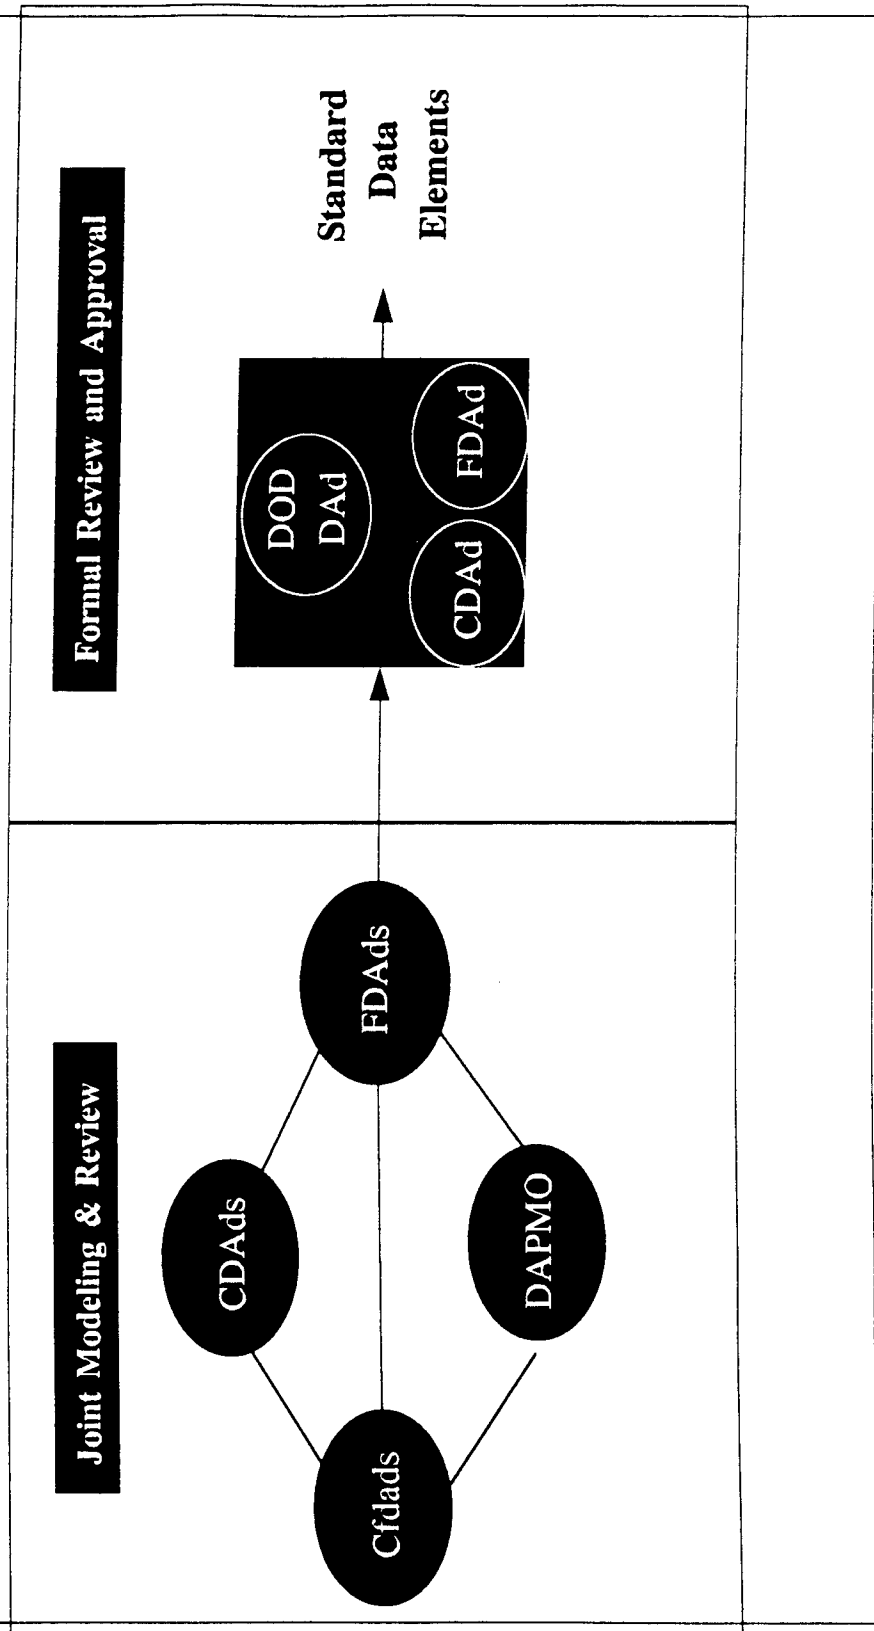 Joint Modeling & Review
CDAds
Cfdads
FDAds
DAPMO
Formal Review and Approval
DOD
DAd
CDAd
FDAd
Standard
Data
Elements